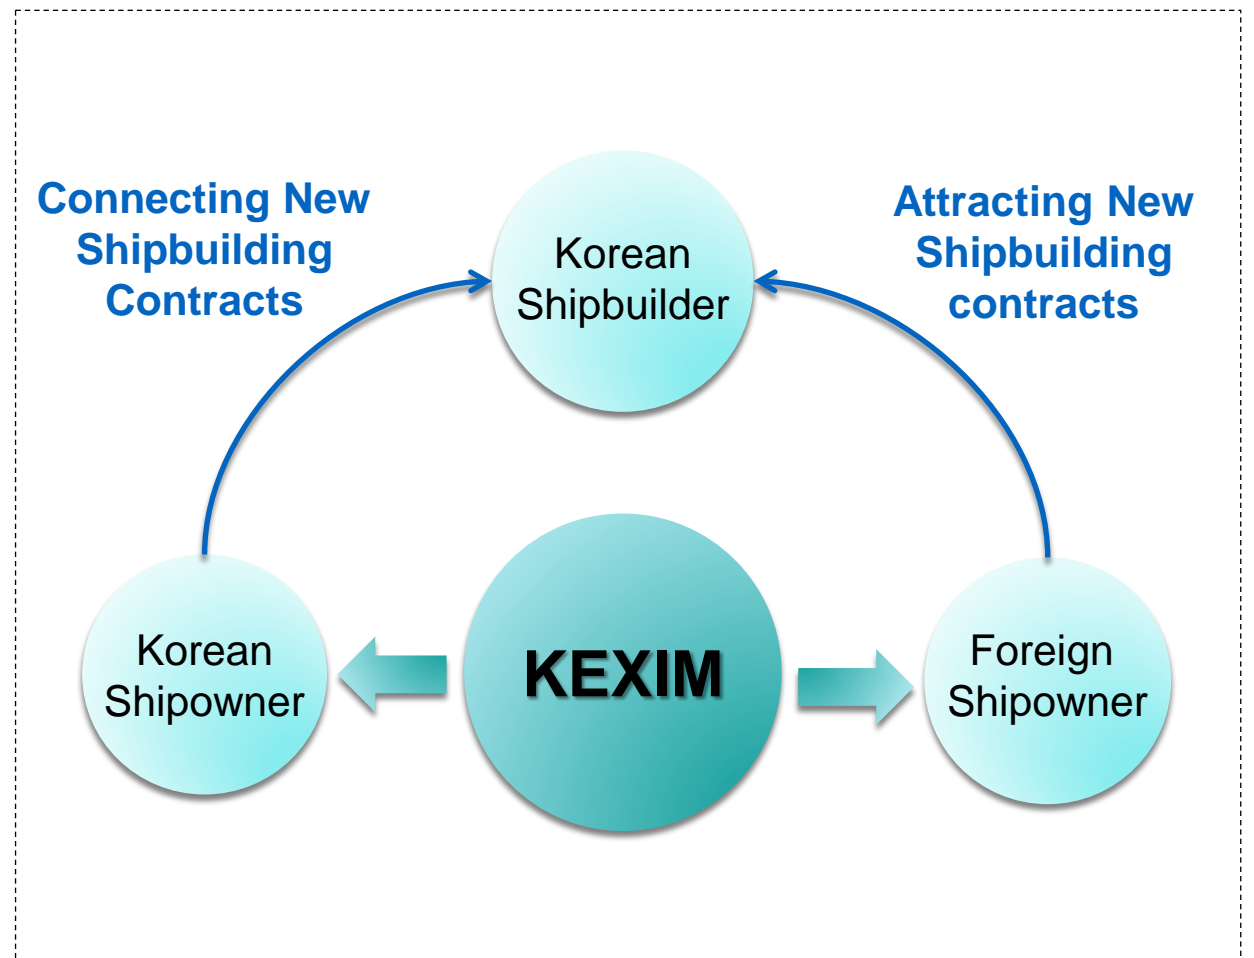 Connecting New
Shipbuilding
Contracts
Attracting New
Shipbuilding
contracts
Korean
Shipbuilder
Korean
Shipowner
KEXIM
Foreign
Shipowner